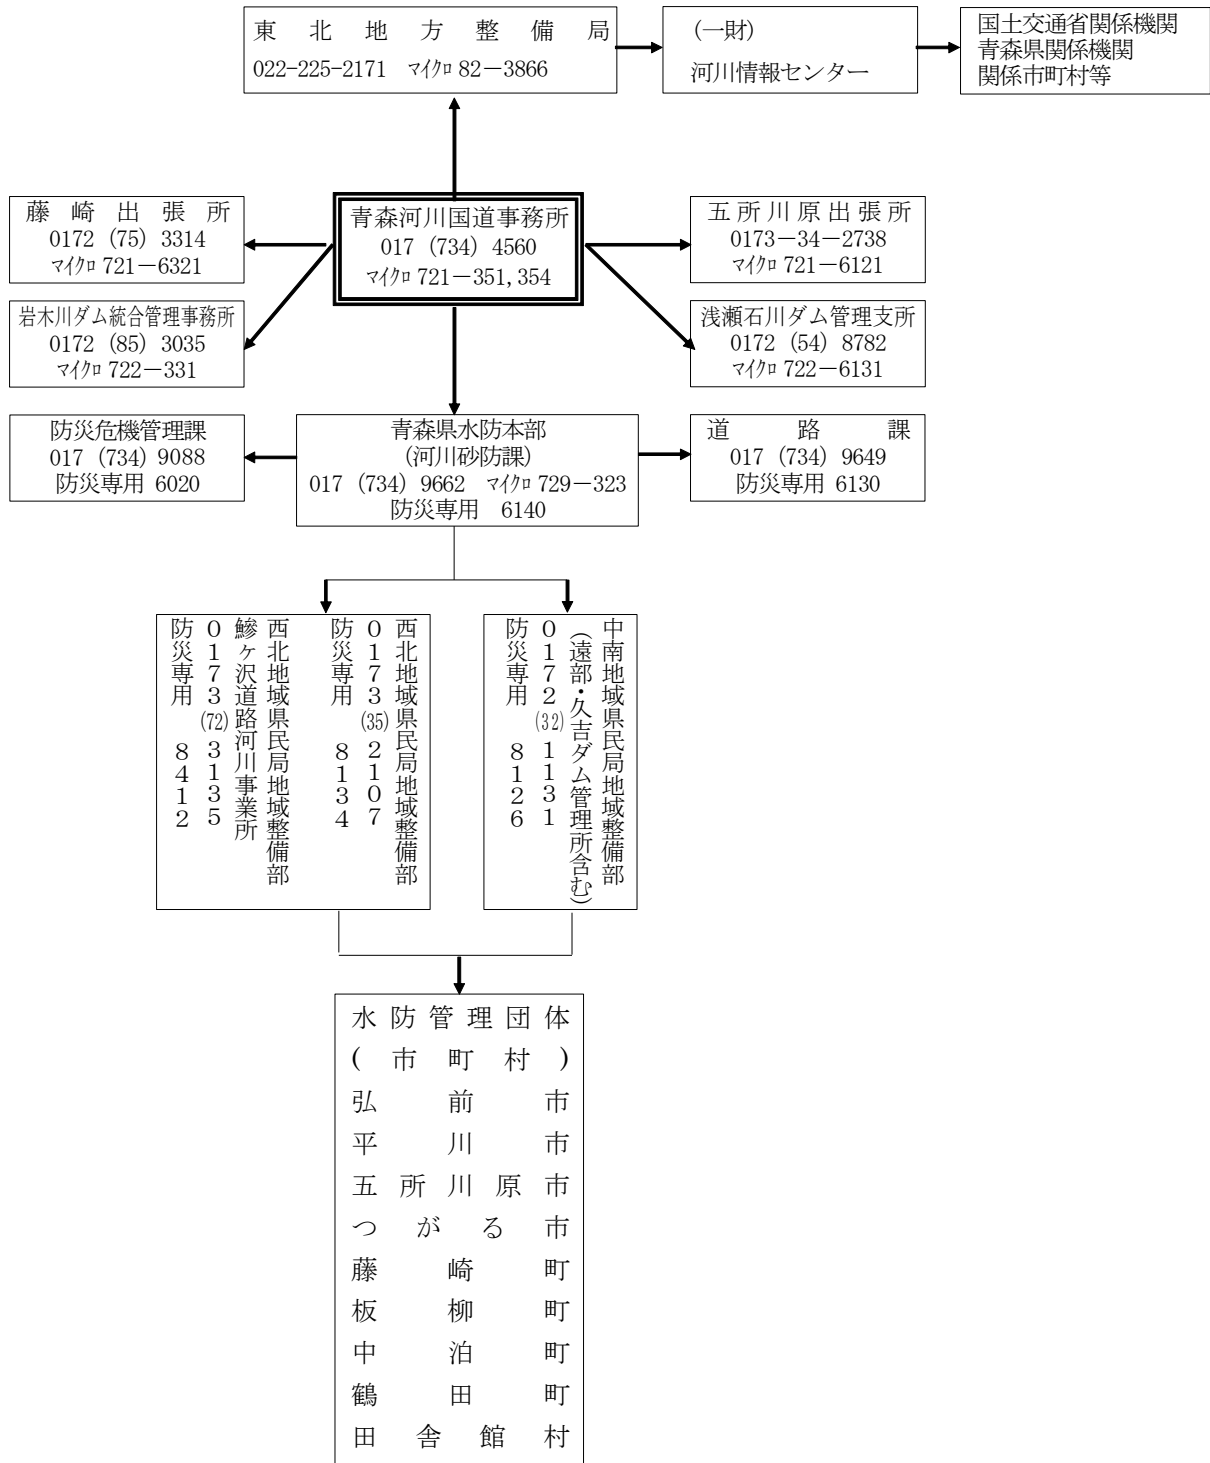 東北地方整備局
022-225-2171 ﾏｲｸﾛ 82－3866
(一財)
河川情報センター
国土交通省関係機関
青森県関係機関
関係市町村等
藤崎出張所
0172 (75) 3314
ﾏｲｸﾛ 721－6321
青森河川国道事務所
017 (734) 4560
ﾏｲｸﾛ 721－351,354
五所川原出張所
0173－34－2738
ﾏｲｸﾛ 721－6121
岩木川ダム統合管理事務所
0172 (85) 3035
ﾏｲｸﾛ 722－331
浅瀬石川ダム管理支所
0172 (54) 8782
ﾏｲｸﾛ 722－6131
防災危機管理課
017 (734) 9088
防災専用 6020
青森県水防本部
(河川砂防課)
017 (734) 9662 ﾏｲｸﾛ 729－323
防災専用 6140
道路課
017 (734) 9649
防災専用 6130
中南地域県民局地域整備部
(遠部・久吉ダム管理所含む)
０１７２(32)１１３１
防災専用 ８１２６
西北地域県民局地域整備部
０１７３(35)２１０７
防災専用 ８１３４
西北地域県民局地域整備部
鰺ヶ沢道路河川事業所
０１７３(72)３１３５
防災専用 ８４１２
水防管理団体
(市町村)
弘前市
平川市
五所川原市
つがる市
藤崎町
板柳町
中泊町
鶴田町
田舎館村